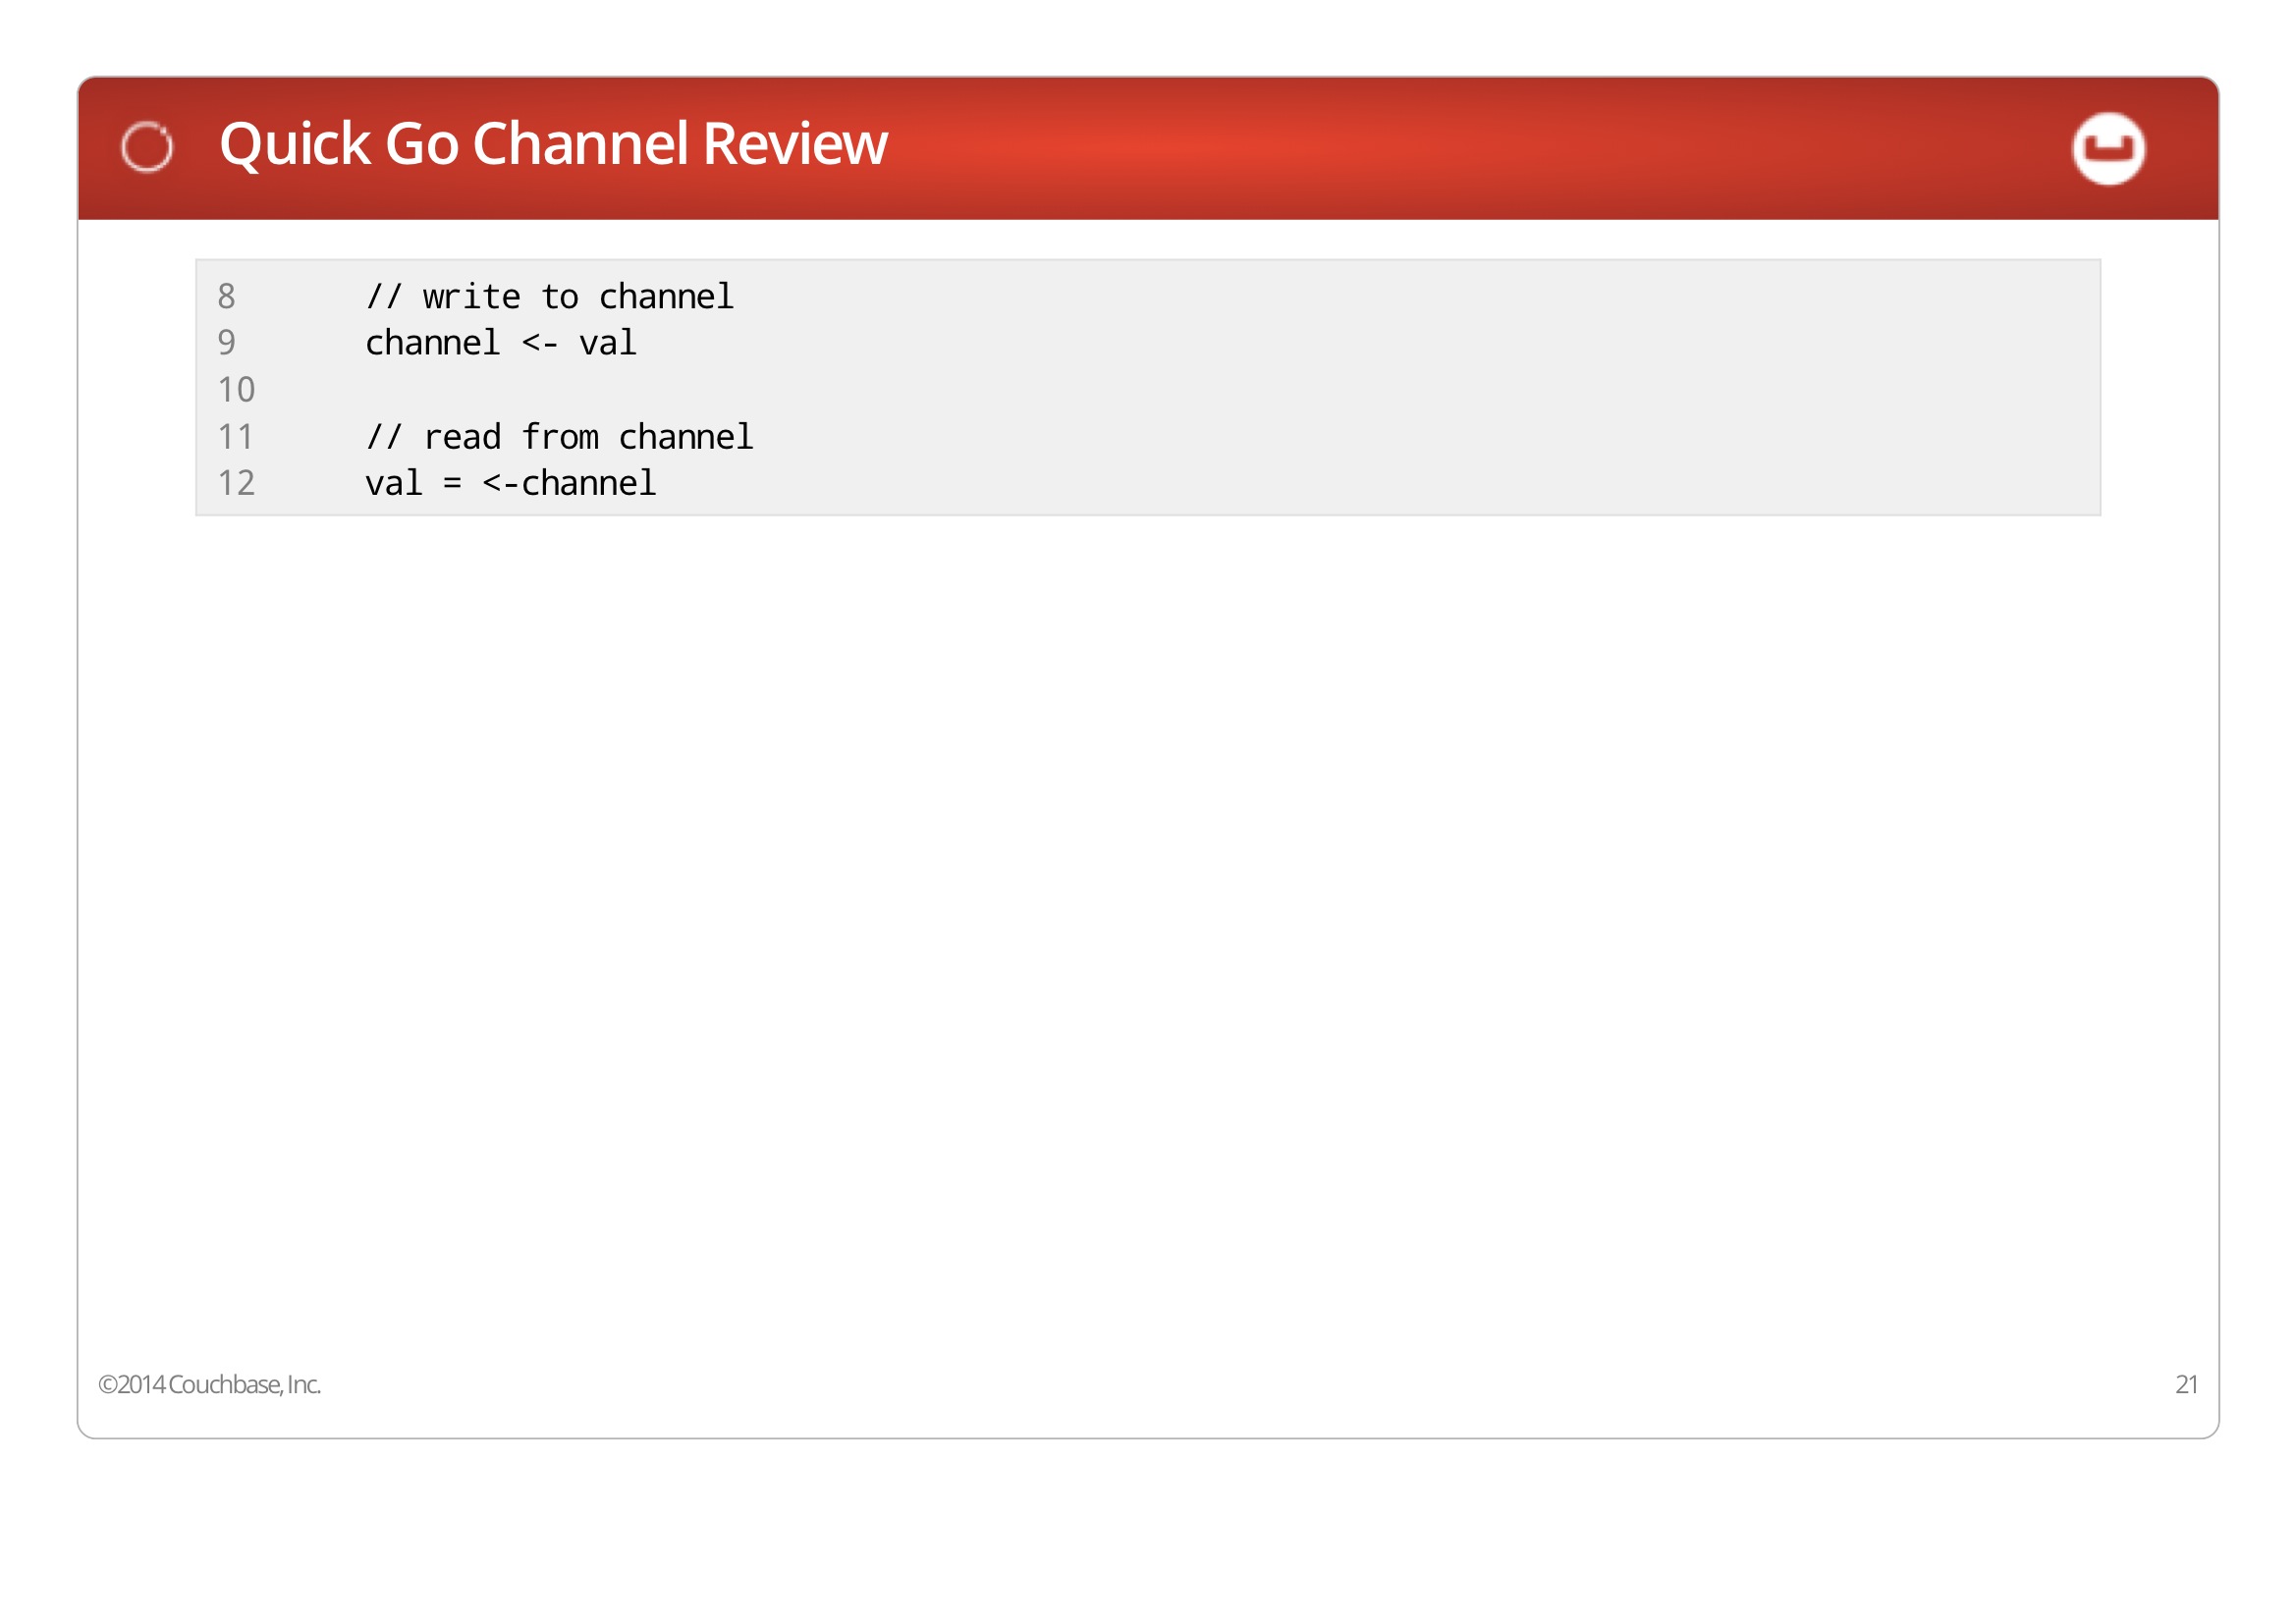 Quick Go Channel Review
8 // write to channel
9 channel <- val
10
11 // read from channel
12 val = <-channel
©2014 Couchbase, Inc.
21